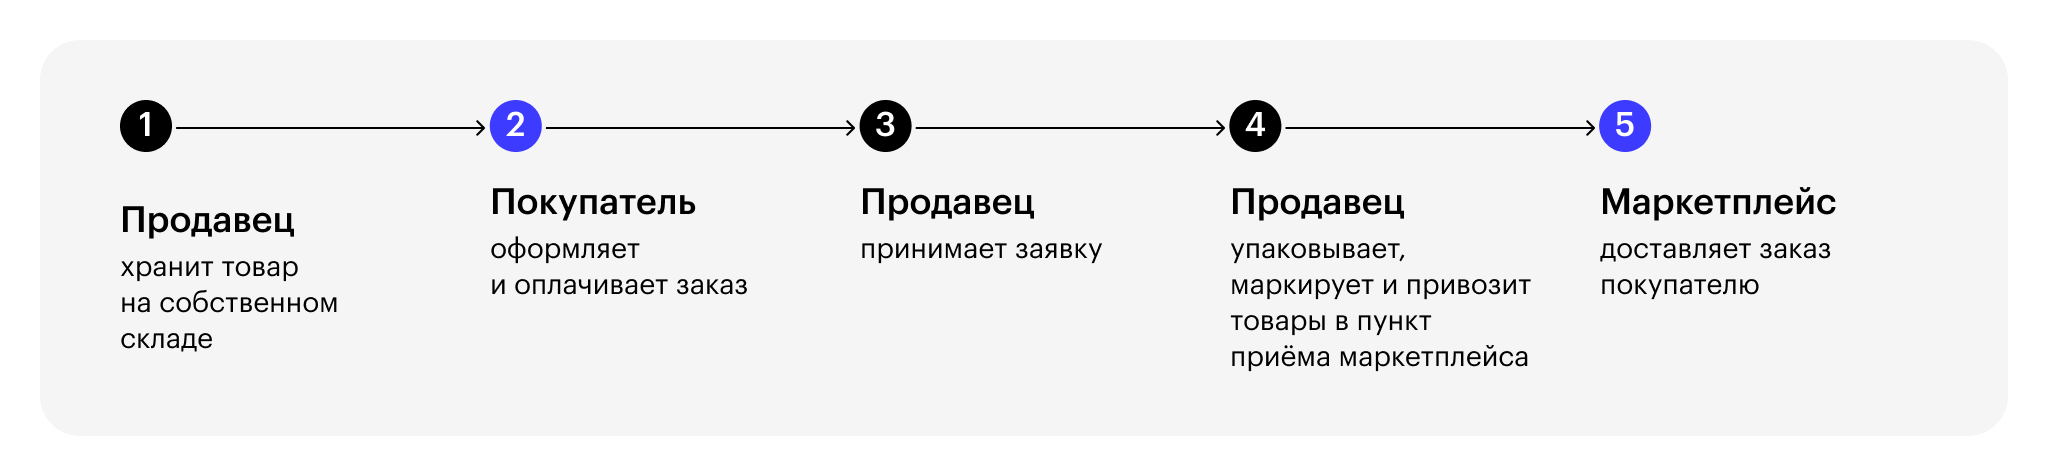 1
Продавец
хранит товар
на собственном
складе
2
Покупатель
оформляет
и оплачивает заказ
3
Продавец
принимает заявку
4
Продавец
упаковывает,
маркирует и привозит
товары в пункт
приёма маркетплейса
5
Маркетплейс
доставляет заказ
покупателю